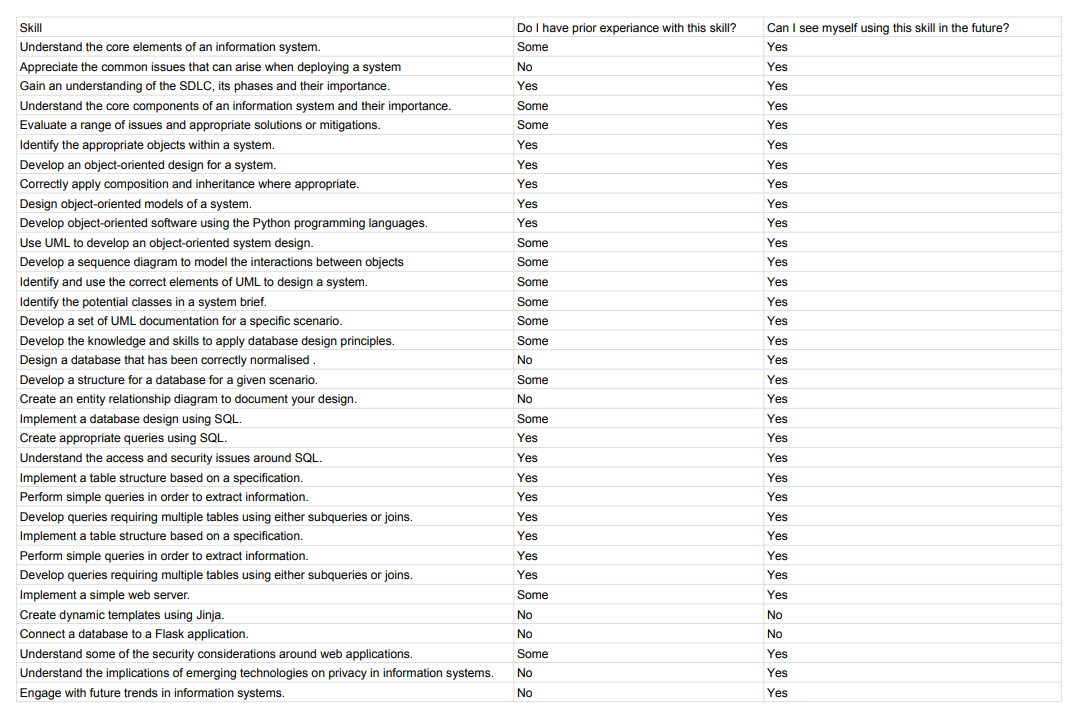 Skill Do I have prior experiance with this skill? Can I see myself using this skill in the future?
Understand the core elements of an information system. Some Yes
Appreciate the common issues that can arise when deploying a system No Yes
Gain an understanding of the SDLC, its phases and their importance. Yes Yes
Understand the core components of an information system and their importance. Some Yes
Evaluate a range of issues and appropriate solutions or mitigations. Some Yes
Identify the appropriate objects within a system. Yes Yes
Develop an object-oriented design for a system. Yes Yes
Correctly apply composition and inheritance where appropriate. Yes Yes
Design object-oriented models of a system. Yes Yes
Develop object-oriented software using the Python programming languages. Yes Yes
Use UML to develop an object-oriented system design. Some Yes
Develop a sequence diagram to model the interactions between objects Some Yes
Identify and use the correct elements of UML to design a system. Some Yes
Identify the potential classes in a system brief. Some Yes
Develop a set of UML documentation for a specific scenario. Some Yes
Develop the knowledge and skills to apply database design principles. Some Yes
Design a database that has been correctly normalised . No Yes
Develop a structure for a database for a given scenario. Some Yes
Create an entity relationship diagram to document your design. No Yes
Implement a database design using SQL. Some Yes
Create appropriate queries using SQL. Yes Yes
Understand the access and security issues around SQL. Yes Yes
Implement a table structure based on a specification. Yes Yes
Perform simple queries in order to extract information. Yes Yes
Develop queries requiring multiple tables using either subqueries or joins. Yes Yes
Implement a table structure based on a specification. Yes Yes
Perform simple queries in order to extract information. Yes Yes
Develop queries requiring multiple tables using either subqueries or joins. Yes Yes
Implement a simple web server. Some Yes
Create dynamic templates using Jinja. No No
Connect a database to a Flask application. No No
Understand some of the security considerations around web applications. Some Yes
Understand the implications of emerging technologies on privacy in information systems. No Yes
Engage with future trends in information systems. No Yes